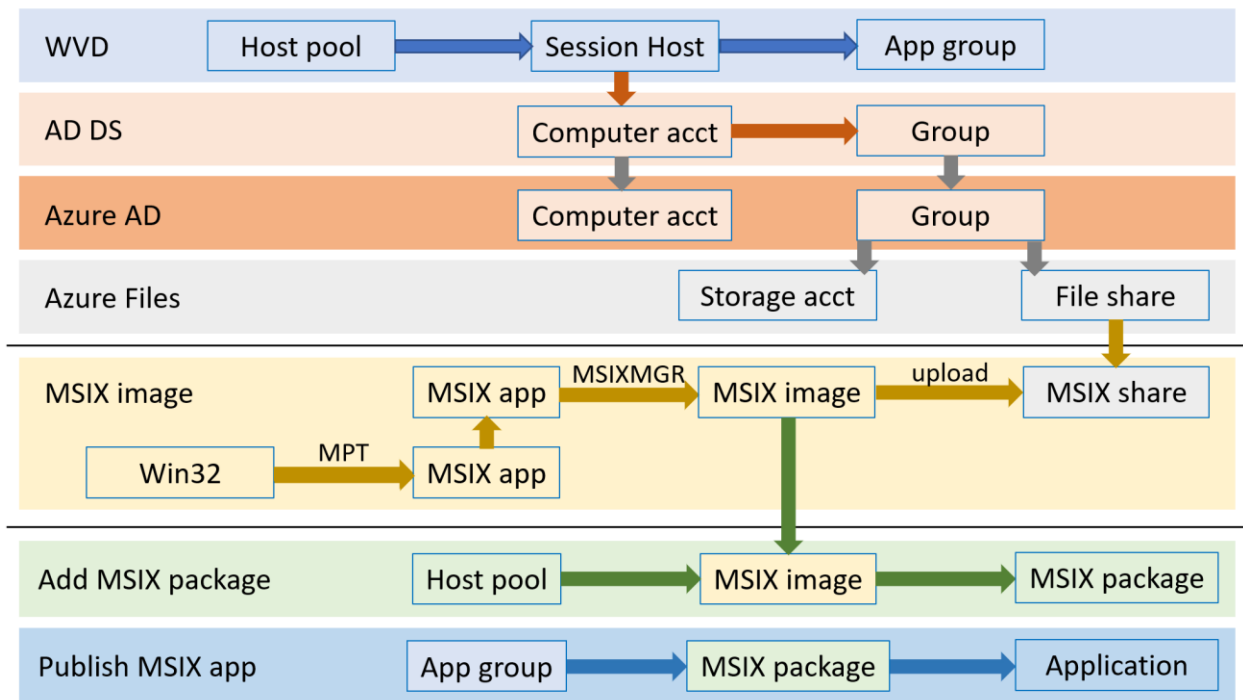 WVD
Host pool
Session Host
App group
AD DS
Computer acct
Group
Azure AD
Computer acct
Group
Azure Files
Storage acct
File share
MSIX image
MSIX app
MSIXMGR
MSIX image
upload
MSIX share
Win32
MPT
MSIX app
Add MSIX package
Host pool
MSIX image
MSIX package
Publish MSIX app
App group
MSIX package
Application